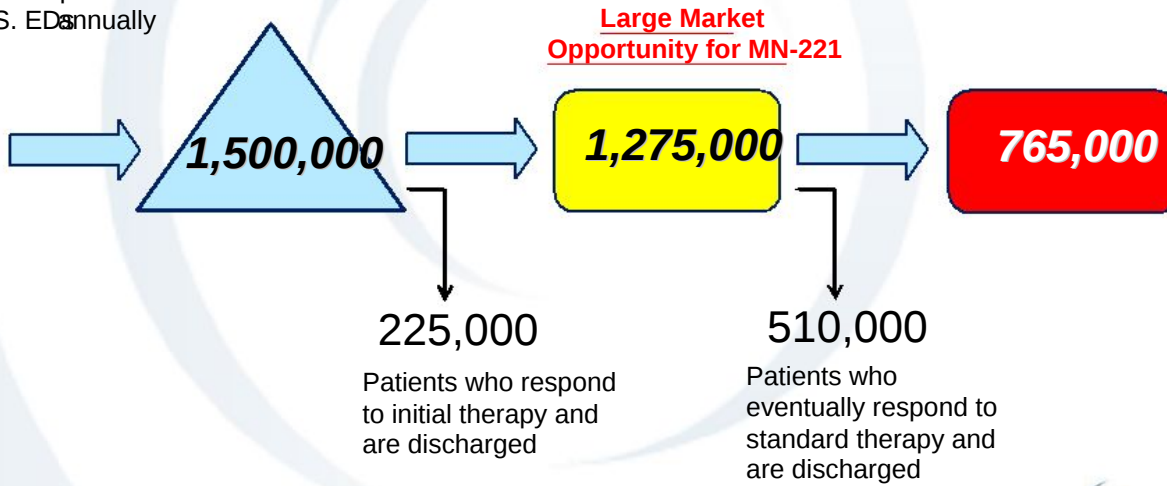 S. EDs annually
Large Market
Opportunity for MN-221
1,500,000
1,275,000
765,000
225,000
Patients who respond
to initial therapy and
are discharged
510,000
Patients who
eventually respond to
standard therapy and
are discharged